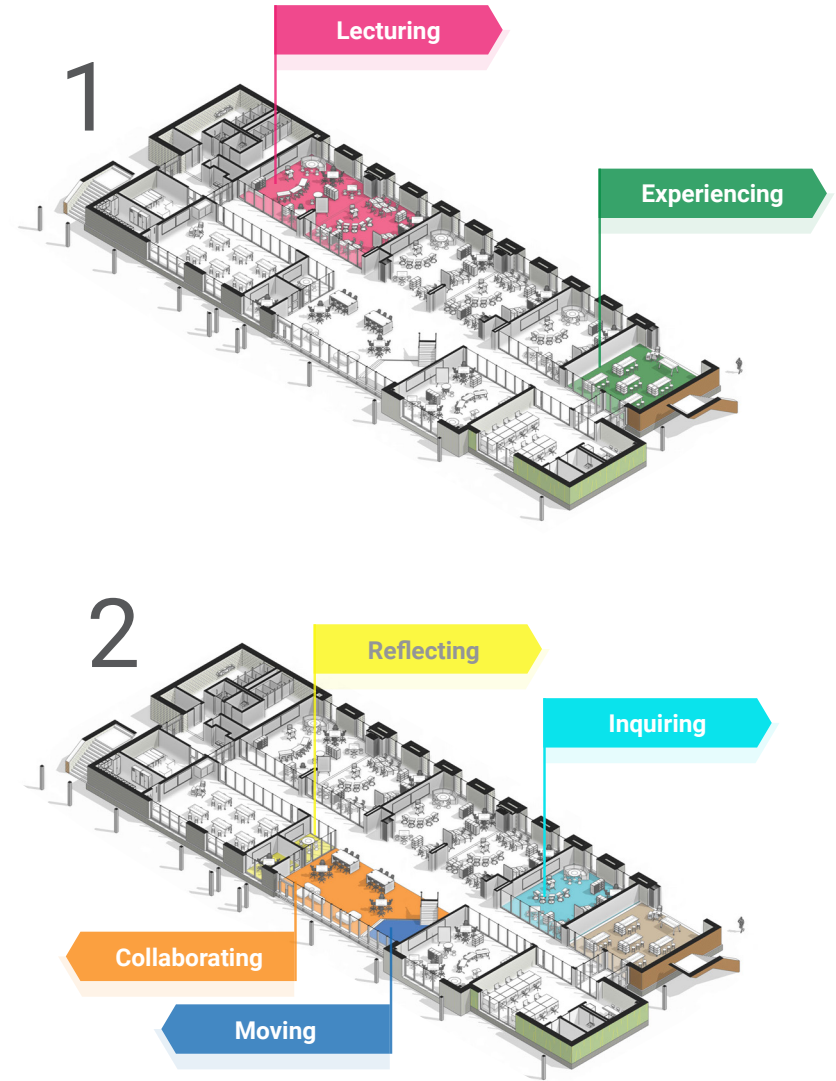 Lecturing
1
Experiencing
2
Reflecting
Inquiring
Collaborating
Moving